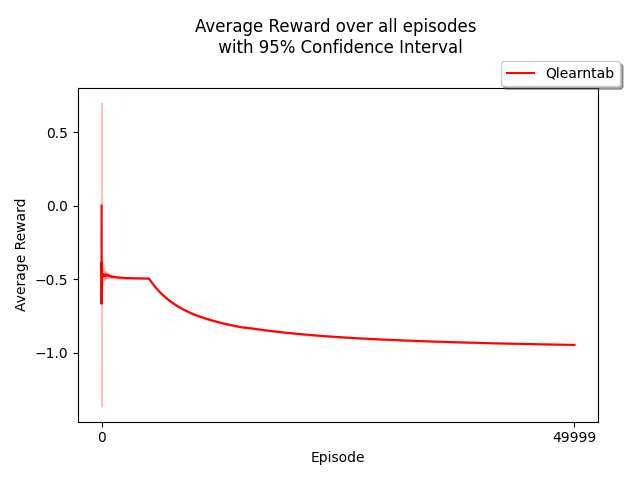 Average Reward over all episodes
with 95% Confidence Interval
Qlearntab
0.5
0.0
−0.5
−1.0
Average Reward
0
49999
Episode